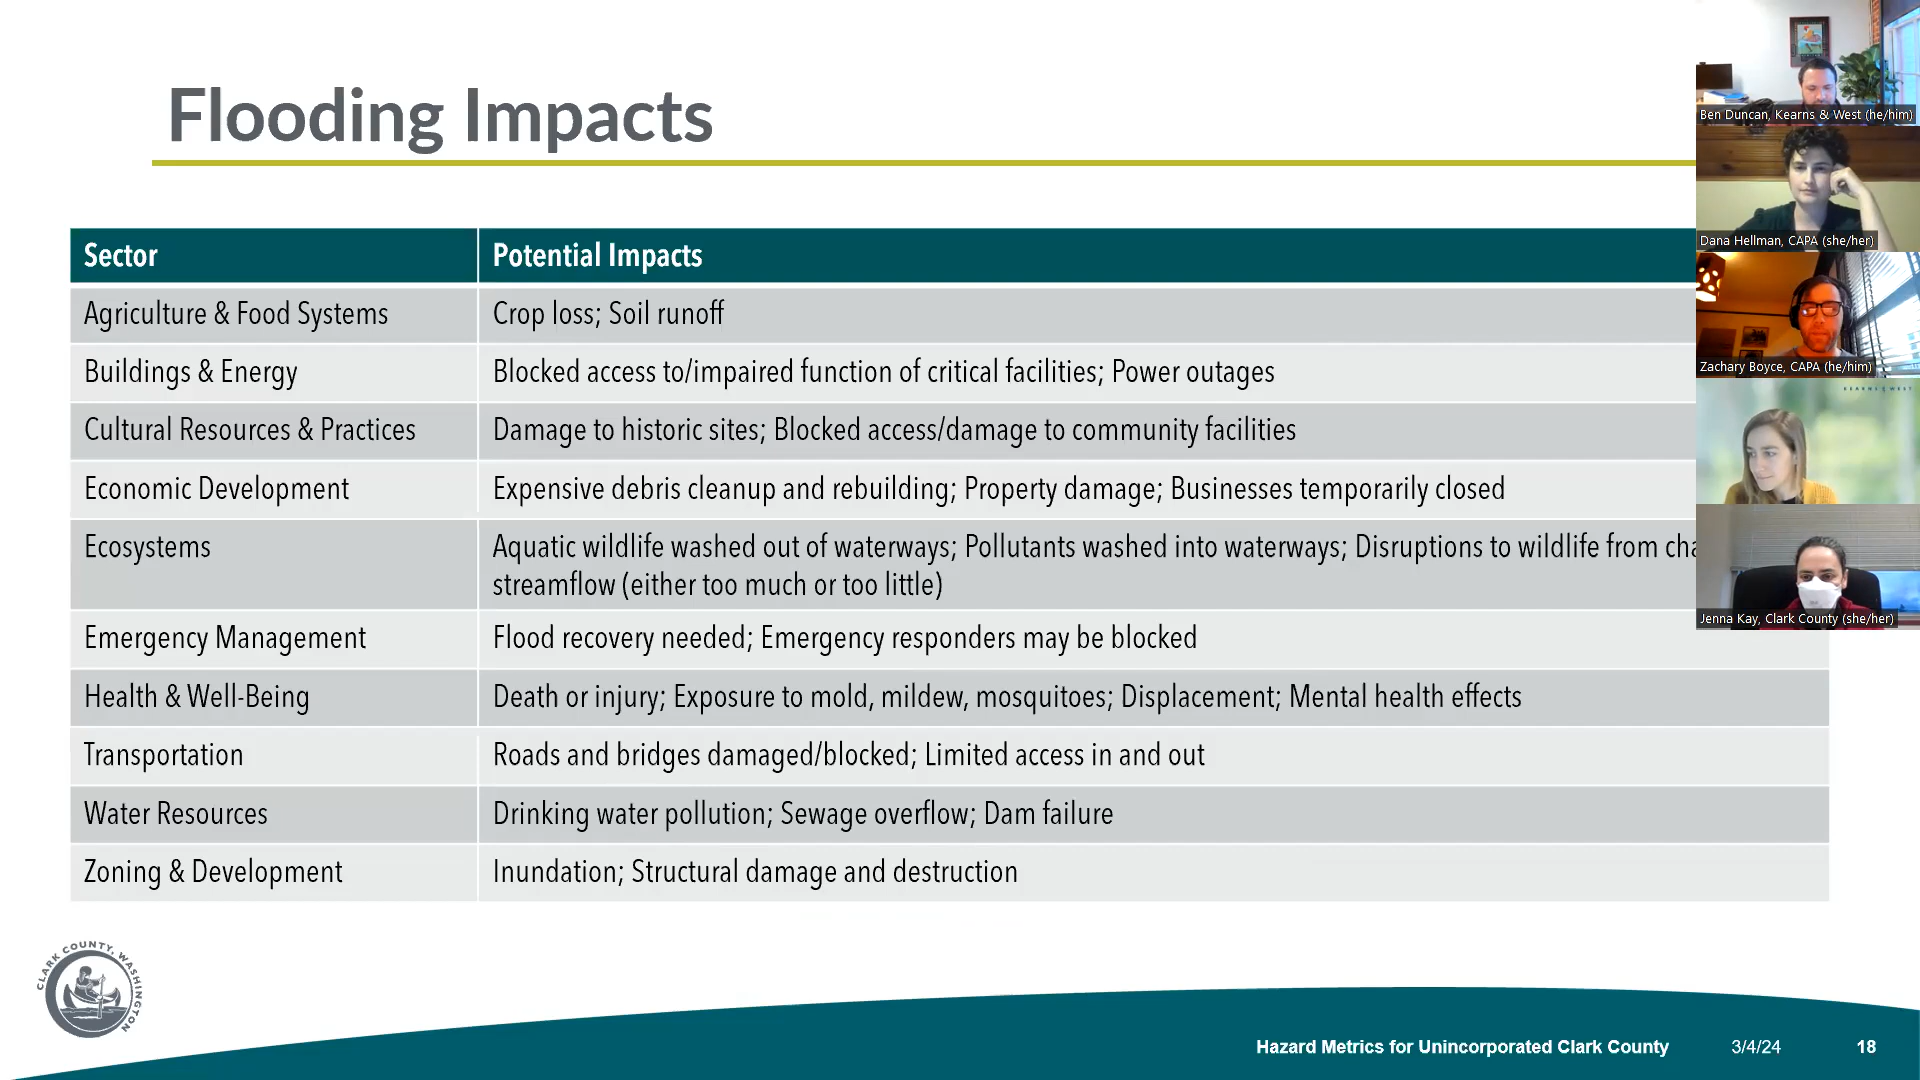 Flooding Impacts
Sector Potential Impacts
Agriculture & Food Systems Crop loss; Soil runoff
Buildings & Energy Blocked access to/impaired function of critical facilities; Power outages
Cultural Resources & Practices Damage to historic sites; Blocked access/damage to community facilities
Economic Development Expensive debris cleanup and rebuilding; Property damage; Businesses temporarily closed
Ecosystems Aquatic wildlife washed out of waterways; Pollutants washed into waterways; Disruptions to wildlife from
streamflow (either too much or too little)
Emergency Management Flood recovery needed; Emergency responders may be blocked
Health & Well-Being Death or injury; Exposure to mold, mildew, mosquitoes; Displacement; Mental health effects
Transportation Roads and bridges damaged/blocked; Limited access in and out
Water Resources Drinking water pollution; Sewage overflow; Dam failure
Zoning & Development Inundation; Structural damage and destruction
Ben Duncan, Kearns & West (he/him)
Dana Hellman, CAPA (she/her)
Zachary Boyce, CAPA (he/him)
KEARNS & WEST
Jenna Kay, Clark County (she/her)
CLARK COUNTY, WASHINGTON
Hazard Metrics for Unincorporated Clark County 3/4/24 18